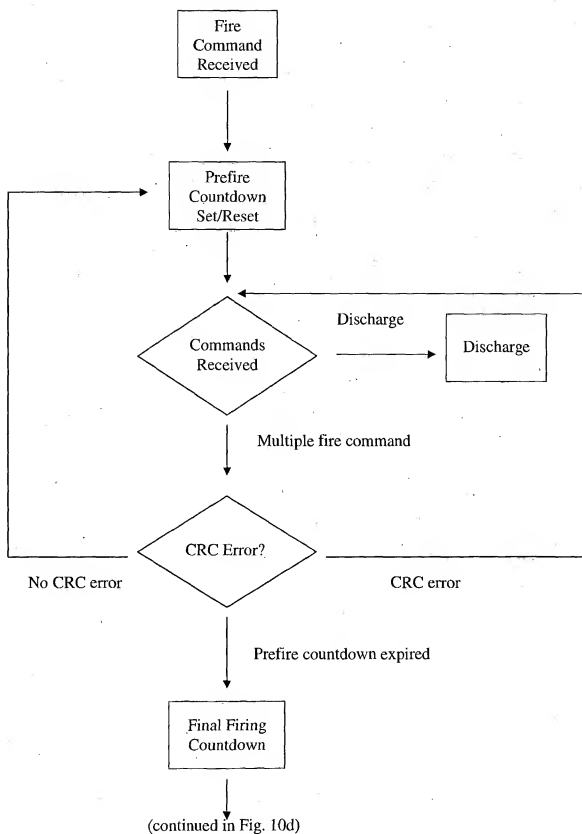 Fire
Command
Received
Prefire
Countdown
Set/Reset
Commands
Received
Discharge
Discharge
Multiple fire command
CRC Error?
No CRC error
CRC error
Prefire countdown expired
Final Firing
Countdown
(continued in Fig. 10d)